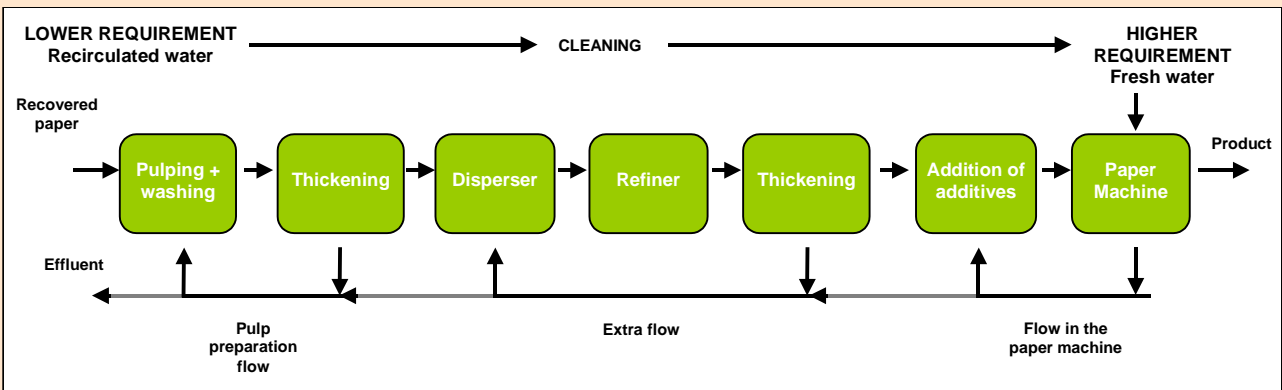 LOWER REQUIREMENT
Recirculated water
CLEANING
HIGHER
REQUIREMENT
Fresh water
Recovered
paper
Pulping +
washing
Thickening
Disperser
Refiner
Thickening
Addition of
additives
Paper
Machine
Product
Effluent
Pulp
preparation
flow
Extra flow
Flow in the
paper machine